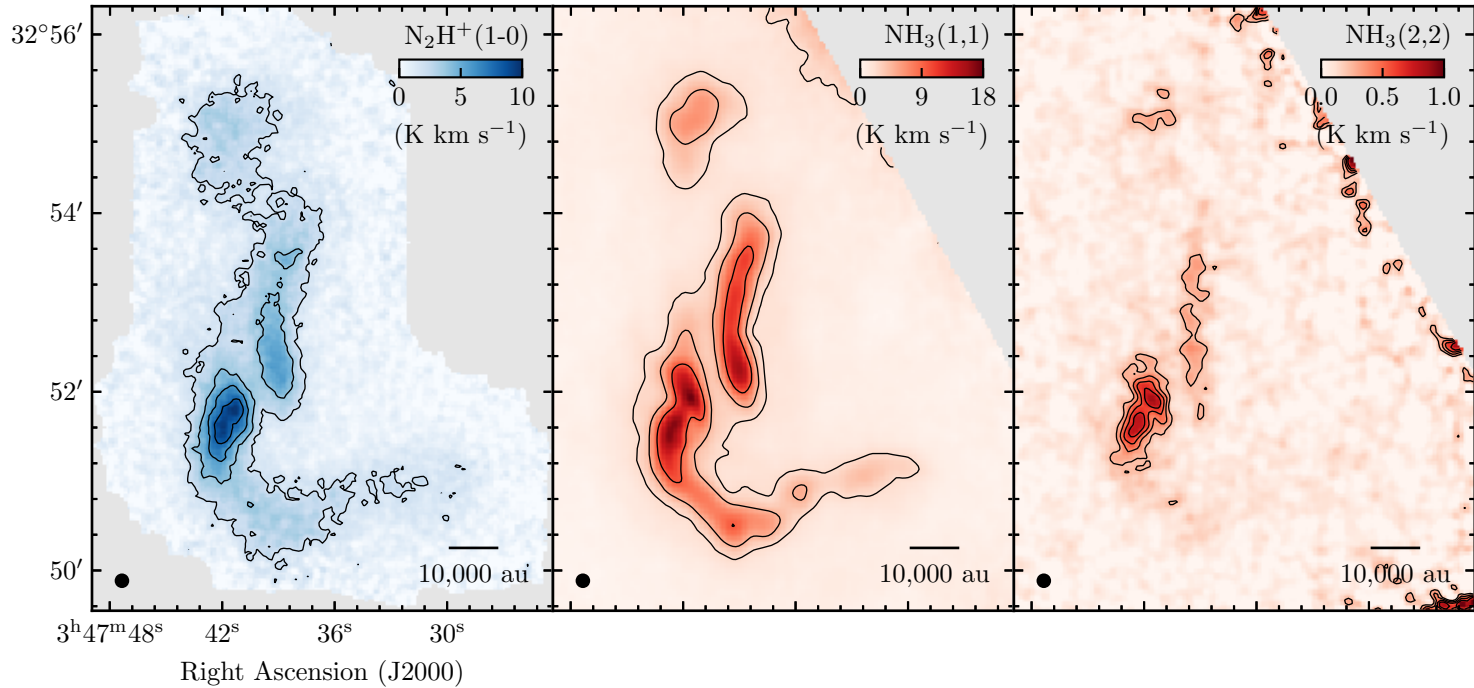 N₂H⁺(1-0)
0 5 10
(K km s⁻¹)
NH₃(1,1)
0 9 18
(K km s⁻¹)
NH₃(2,2)
0.0 0.5 1.0
(K km s⁻¹)
32°56′
54′
52′
50′
10,000 au
10,000 au
10,000 au
3ʰ47ᵐ48ˢ 42ˢ 36ˢ 30ˢ
Right Ascension (J2000)